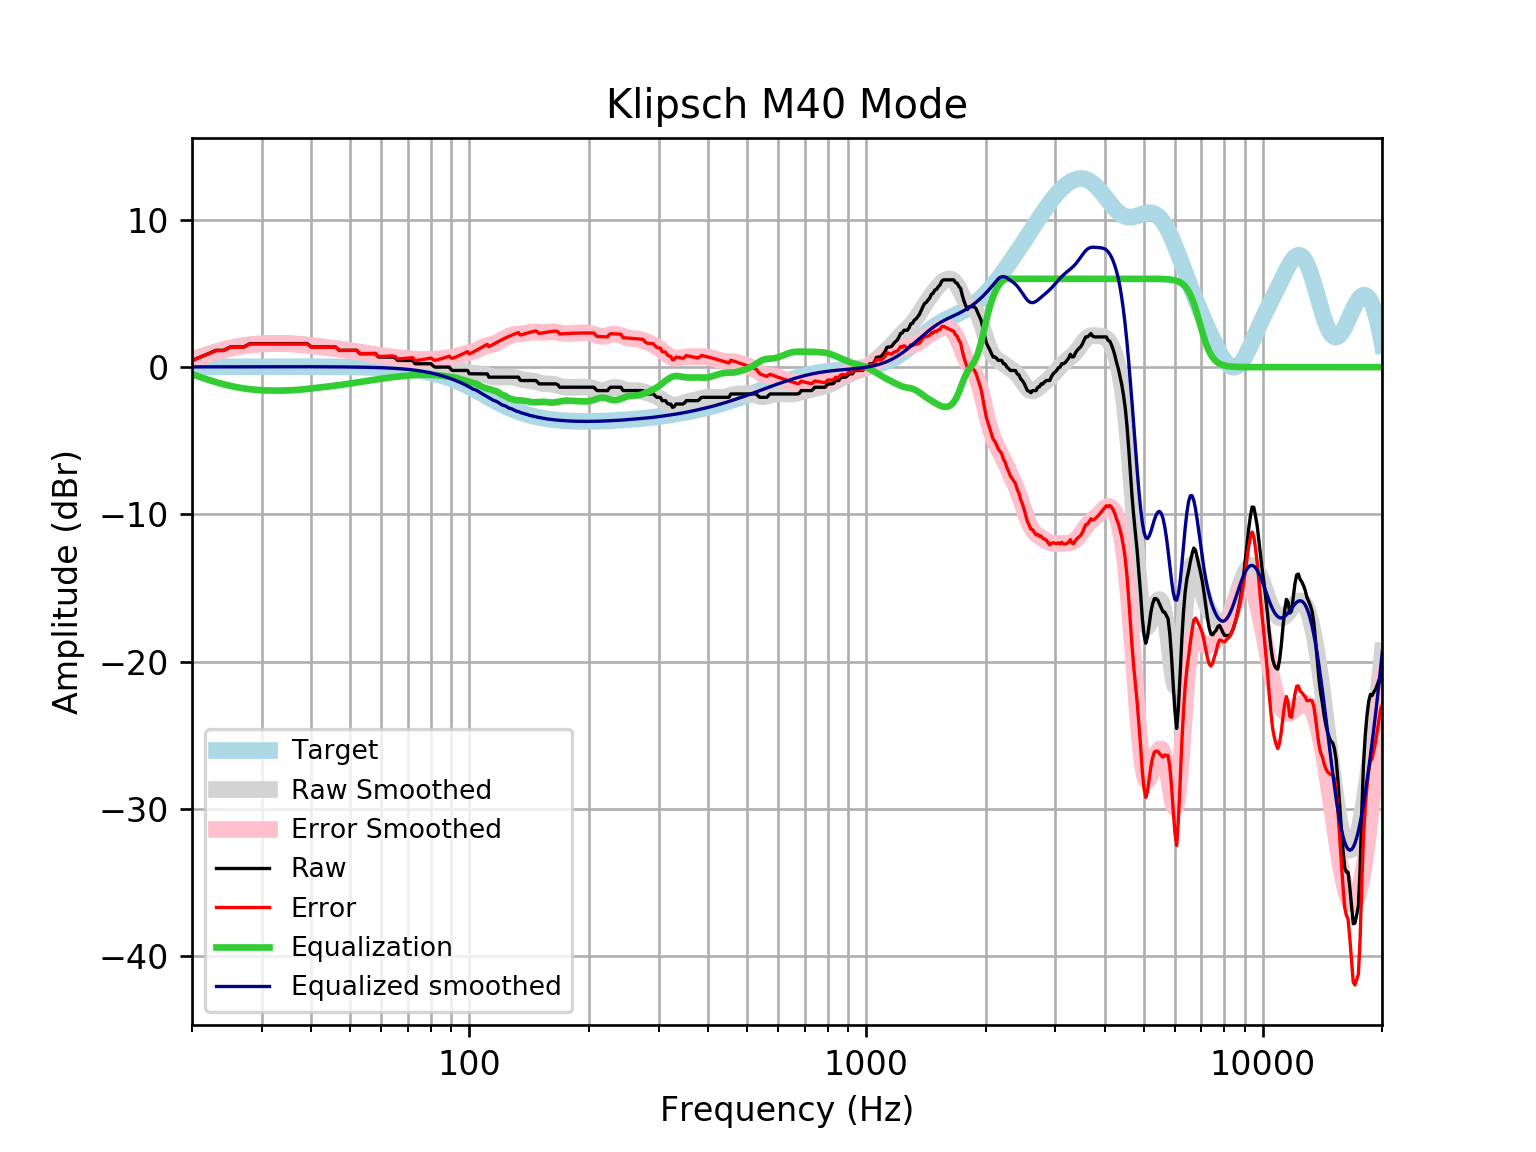 Klipsch M40 Mode
Amplitude (dBr)
10
0
−10
−20
−30
−40
Target
Raw Smoothed
Error Smoothed
Raw
Error
Equalization
Equalized smoothed
100
1000
10000
Frequency (Hz)